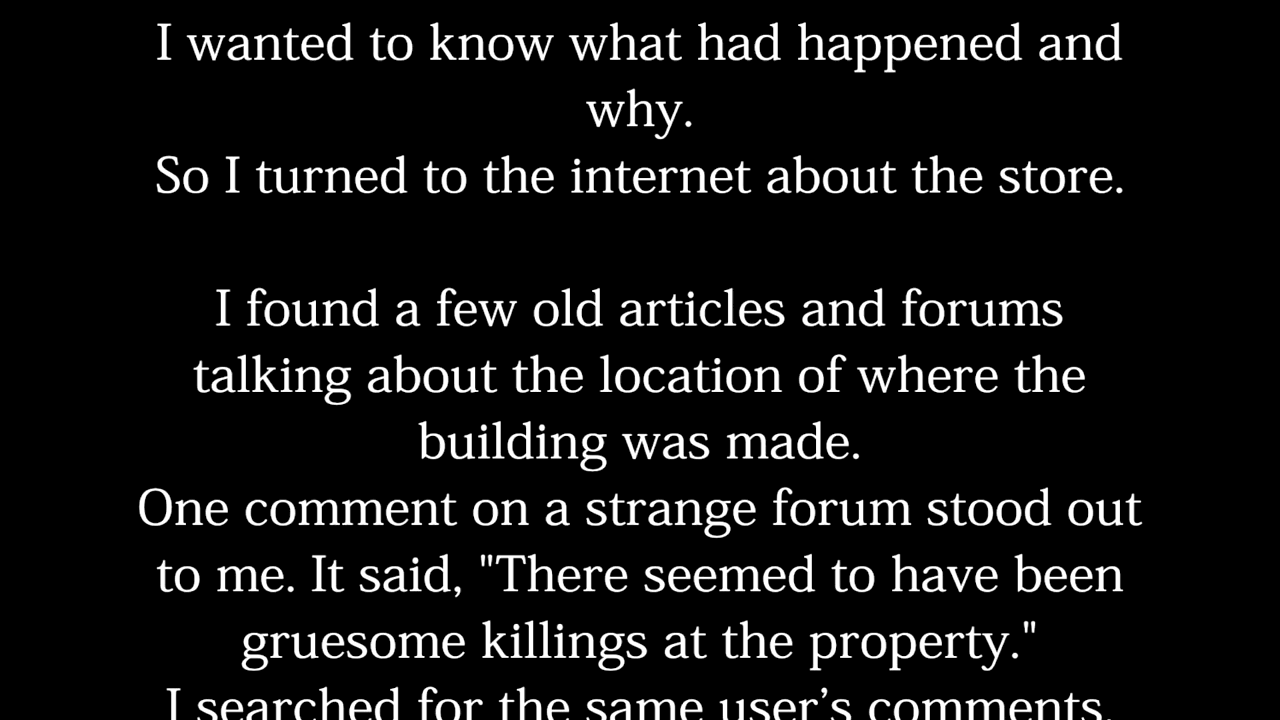 I wanted to know what had happened and
why.
So I turned to the internet about the store.
I found a few old articles and forums
talking about the location of where the
building was made.
One comment on a strange forum stood out
to me. It said, "There seemed to have been
gruesome killings at the property."
I searched for the same user’s comments.